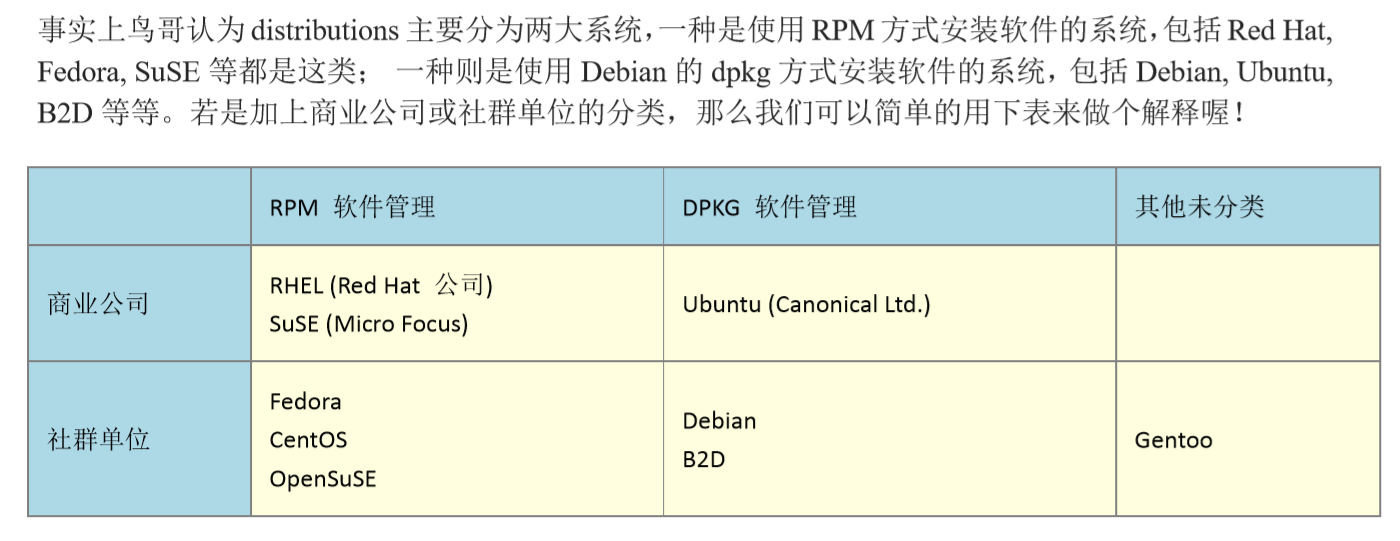 事实上鸟哥认为 distributions 主要分为两大系统，一种是使用 RPM 方式安装软件的系统，包括 Red Hat,
Fedora, SuSE 等都是这类； 一种则是使用 Debian 的 dpkg 方式安装软件的系统，包括 Debian, Ubuntu,
B2D 等等。若是加上商业公司或社群单位的分类，那么我们可以简单的用下表来做个解释喔！
RPM 软件管理
DPKG 软件管理
其他未分类
商业公司
RHEL (Red Hat 公司)
SuSE (Micro Focus)
Ubuntu (Canonical Ltd.)
社群单位
Fedora
CentOS
OpenSuSE
Debian
B2D
Gentoo